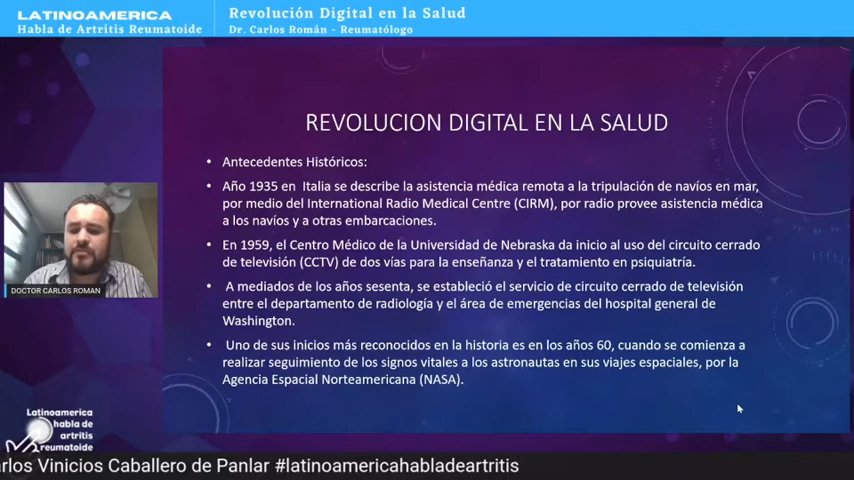 LATINOAMERICA
Habla de Artritis Reumatoide
Revolución Digital en la Salud
Dr. Carlos Román - Reumatólogo
REVOLUCION DIGITAL EN LA SALUD
• Antecedentes Históricos:
• Año 1935 en Italia se describe la asistencia médica remota a la tripulación de navíos en mar,
por medio del International Radio Medical Centre (CIRM), por radio provee asistencia médica
a los navíos y a otras embarcaciones.
• En 1959, el Centro Médico de la Universidad de Nebraska da inicio al uso del circuito cerrado
de televisión (CCTV) de dos vías para la enseñanza y el tratamiento en psiquiatría.
• A mediados de los años sesenta, se estableció el servicio de circuito cerrado de televisión
entre el departamento de radiología y el área de emergencias del hospital general de
Washington.
• Uno de sus inicios más reconocidos en la historia es en los años 60, cuando se comienza a
realizar seguimiento de los signos vitales a los astronautas en sus viajes espaciales, por la
Agencia Espacial Norteamericana (NASA).
DOCTOR CARLOS ROMAN
Latinoamerica
habla de
artritis
reumatoide
arlos Vinicios Caballero de Panlar #latinoamericahabladeartritis